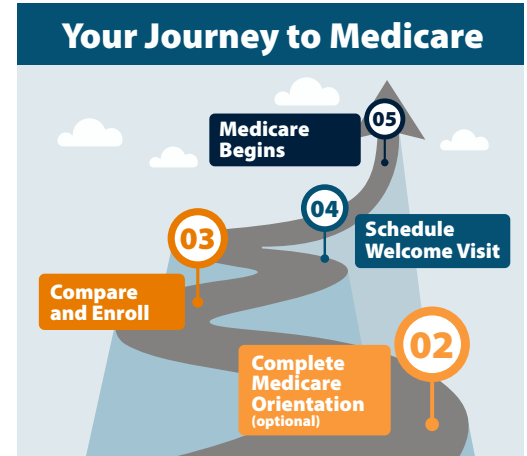 Your Journey to Medicare
05
Medicare
Begins
04
Schedule
Welcome Visit
03
Compare
and Enroll
02
Complete
Medicare
Orientation
(optional)